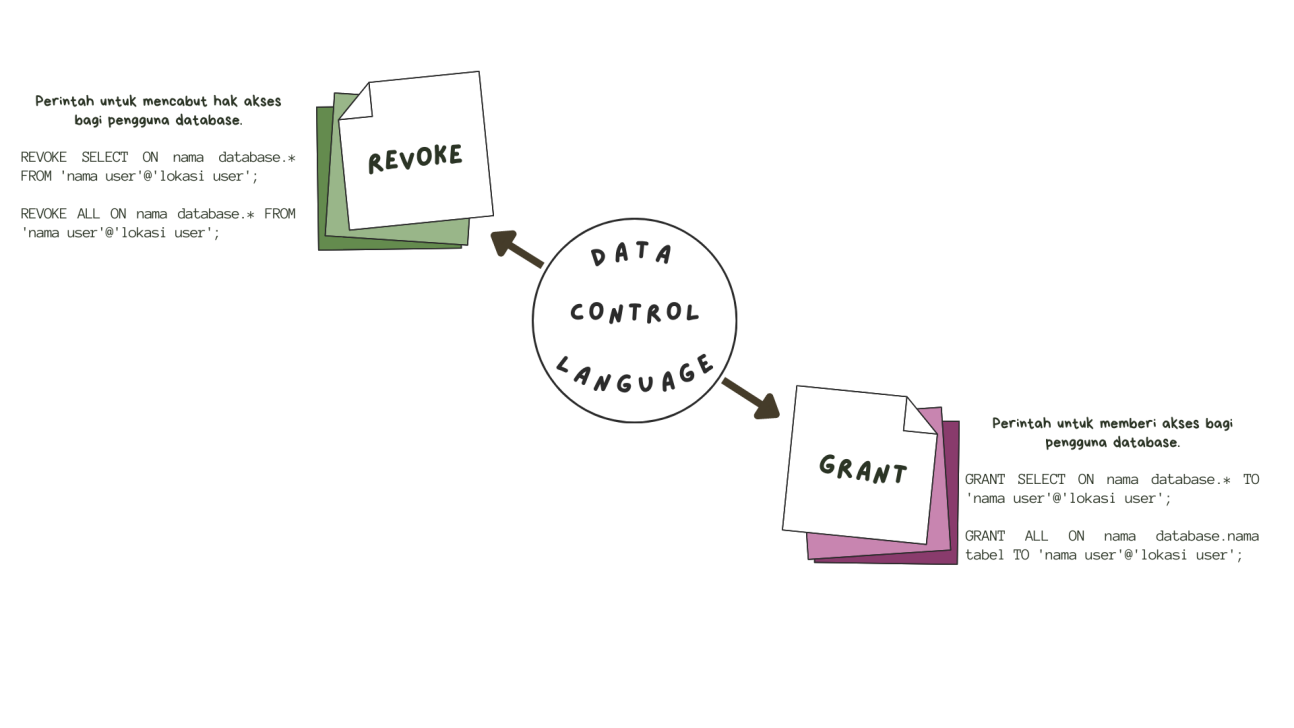 Perintah untuk mencabut hak akses
bagi pengguna database.
REVOKE SELECT ON nama database.*
FROM 'nama user'@'lokasi user';
REVOKE ALL ON nama database.* FROM
'nama user'@'lokasi user';
REVOKE
DATA
CONTROL
LANGUAGE
GRANT
Perintah untuk memberi akses bagi
pengguna database.
GRANT SELECT ON nama database.* TO
'nama user'@'lokasi user';
GRANT ALL ON nama database.nama
tabel TO 'nama user'@'lokasi user';